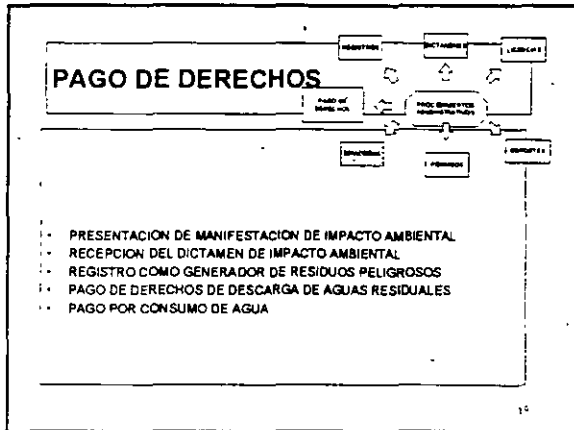 REGISTROS
DICTAMENES
LICENCIAS
PAGO DE DERECHOS
PAGO DE
DERECHOS
PROCEDIMIENTOS
ADMINISTRATIVOS
PERMISOS
REPORTES
- PRESENTACION DE MANIFESTACION DE IMPACTO AMBIENTAL
- RECEPCION DEL DICTAMEN DE IMPACTO AMBIENTAL
- REGISTRO COMO GENERADOR DE RESIDUOS PELIGROSOS
- PAGO DE DERECHOS DE DESCARGA DE AGUAS RESIDUALES
- PAGO POR CONSUMO DE AGUA